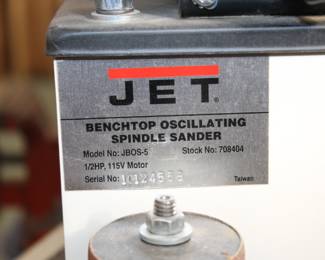 JET®
BENCHTOP OSCILLATING
SPINDLE SANDER
Model No: JBOS-5 Stock No: 708404
1/2HP, 115V Motor
Serial No: Taiwan